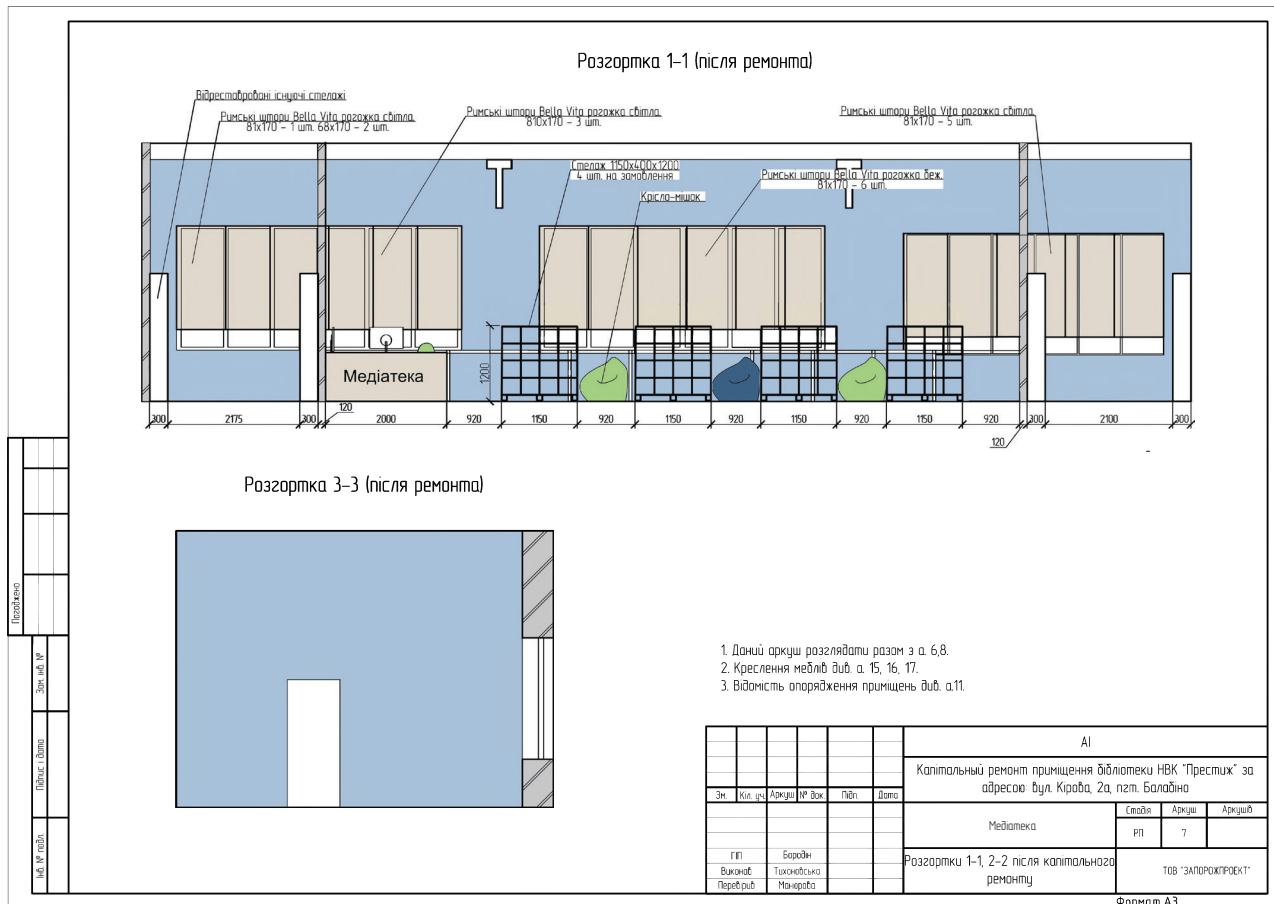 Розгортка 1-1 (після ремонта)
Відреставровані існуючі стелажі
Римські штори Bella Vita рогожка світла
81х170 - 1 шт. 68х170 - 2 шт.
Римські штори Bella Vita рогожка світла
810х170 - 3 шт.
Римські штори Bella Vita рогожка світла
81х170 - 5 шт.
Стелаж 1150х400х1200
4 шт. на замовлення
Римські штори Bella Vita рогожка беж.
81х170 - 6 шт.
Крісло-мішок
Медіатека
1200
300
2175
300
120
2000
920
1150
920
1150
920
1150
920
1150
920
120
300
2100
300
Розгортка 3-3 (після ремонта)
1. Даний аркуш розглядати разом з а. 6,8.
2. Креслення меблів див. а. 15, 16, 17.
3. Відомість опорядження приміщень див. а.11.
Погоджено
Зам. інв. №
Підпис і дата
Інв. № подл.
АІ
Капітальный ремонт приміщення бібліотеки НВК "Престиж" за
адресою вул. Кірова, 2а, пгт. Балабіно
Зм. Кіл. уч. Аркуш № док. Підп. Дата
Медіатека
Стадія Аркуш Аркушів
РП 7
ГІП Бородін
Виконав Тихоновська
Перевірив Манюрова
Розгортки 1-1, 2-2 після капітального
ремонту
ТОВ "ЗАПОРОЖПРОЕКТ"
Формат А3